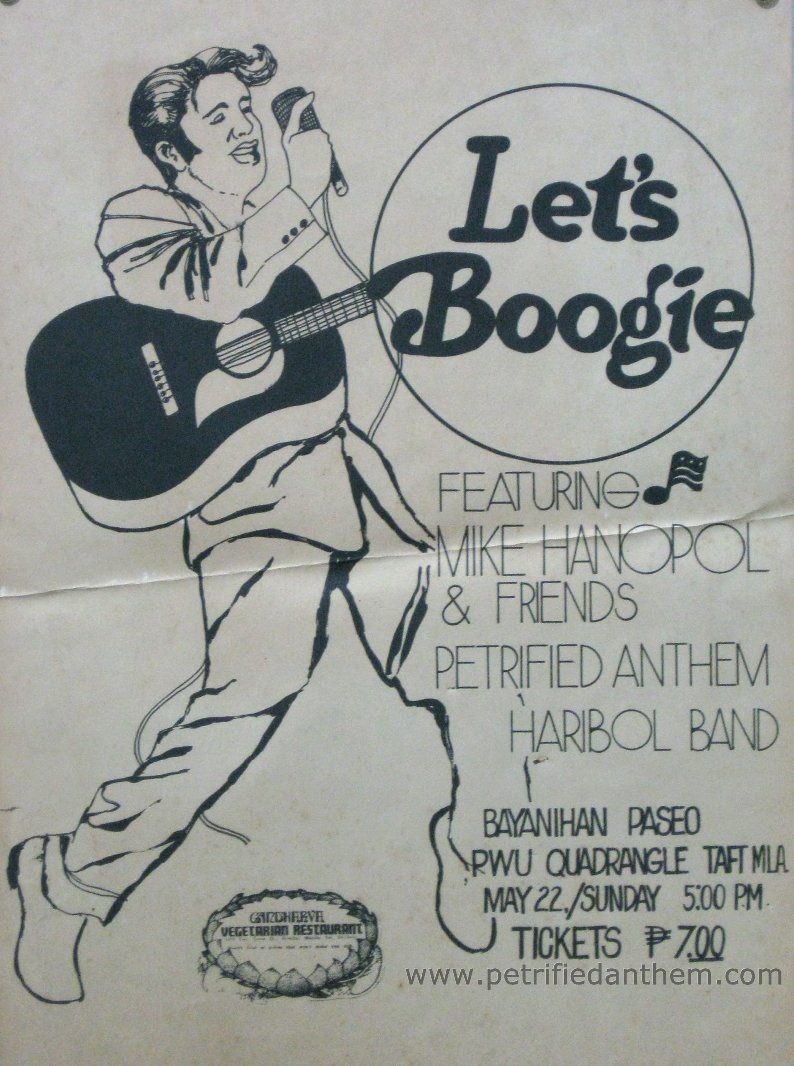 Let's
Boogie
FEATURING
MIKE HANOPOL
& FRIENDS
PETRIFIED ANTHEM
HARIBOL BAND
BAYANIHAN PASEO
PWU QUADRANGLE TAFT MLA
MAY 22,/SUNDAY 5:00 P.M.
TICKETS ₱7.00
VEGETARIAN RESTAURANT
www.petrifiedanthem.com